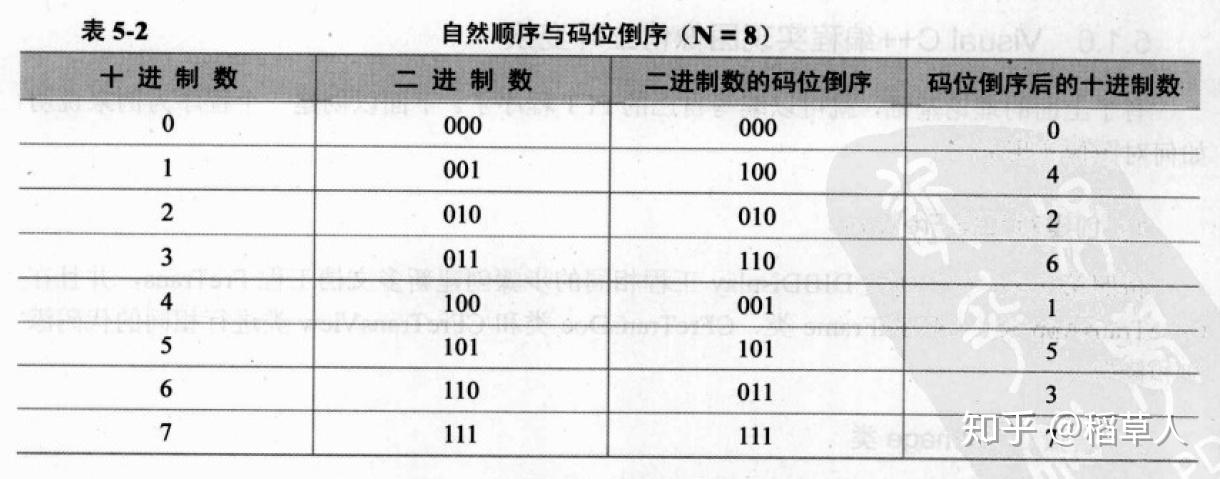 表 5-2 自然顺序与码位倒序（N = 8）
十 进 制 数 二 进 制 数 二进制数的码位倒序 码位倒序后的十进制数
0 000 000 0
1 001 100 4
2 010 010 2
3 011 110 6
4 100 001 1
5 101 101 5
6 110 011 3
7 111 111 7
知乎 @稻草人